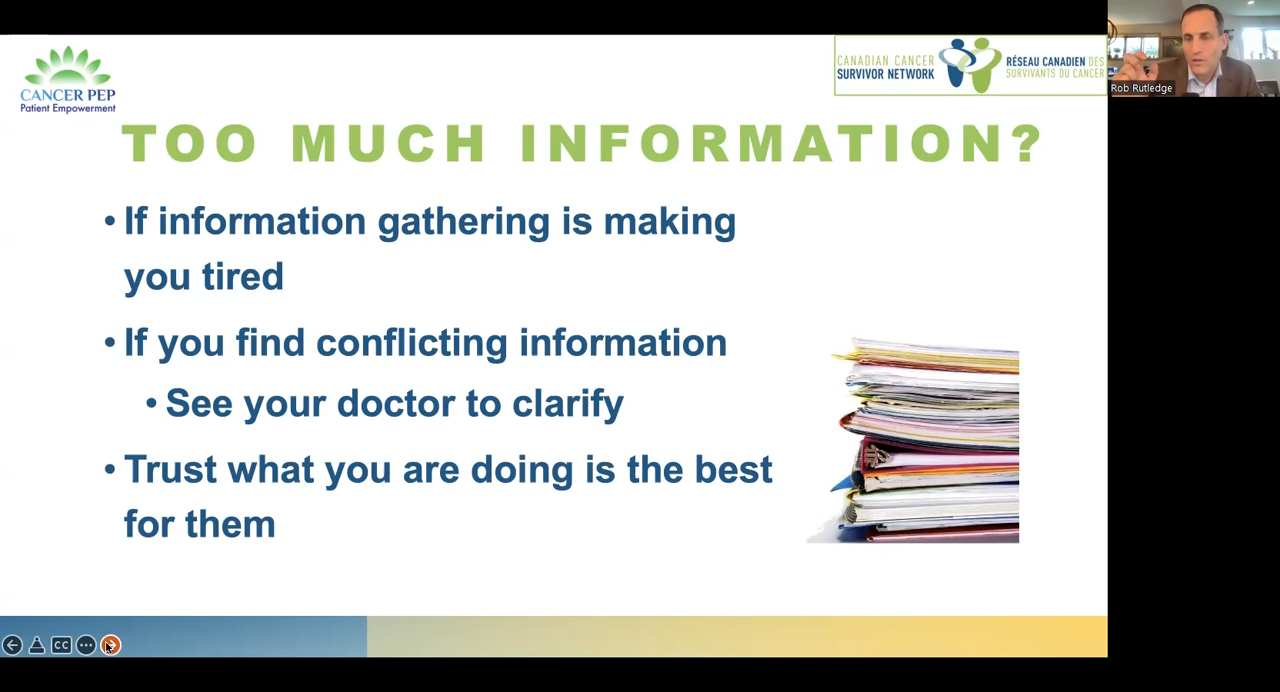 CANCER PEP
Patient Empowerment
CANADIAN CANCER
SURVIVOR NETWORK
RÉSEAU CANADIEN DES
SURVIVANTS DU CANCER
Rob Rutledge
TOO MUCH INFORMATION?
• If information gathering is making
you tired
• If you find conflicting information
• See your doctor to clarify
• Trust what you are doing is the best
for them
CC